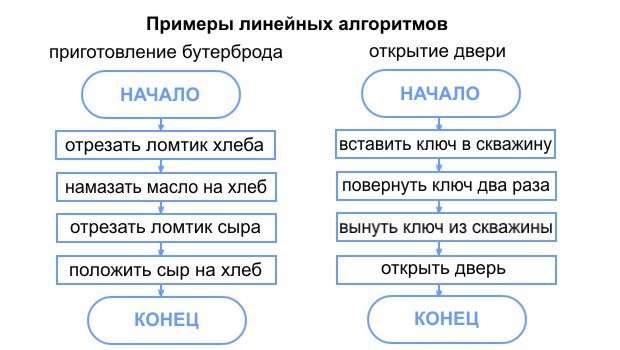 Примеры линейных алгоритмов
приготовление бутерброда
НАЧАЛО
отрезать ломтик хлеба
намазать масло на хлеб
отрезать ломтик сыра
положить сыр на хлеб
КОНЕЦ
открытие двери
НАЧАЛО
вставить ключ в скважину
повернуть ключ два раза
вынуть ключ из скважины
открыть дверь
КОНЕЦ